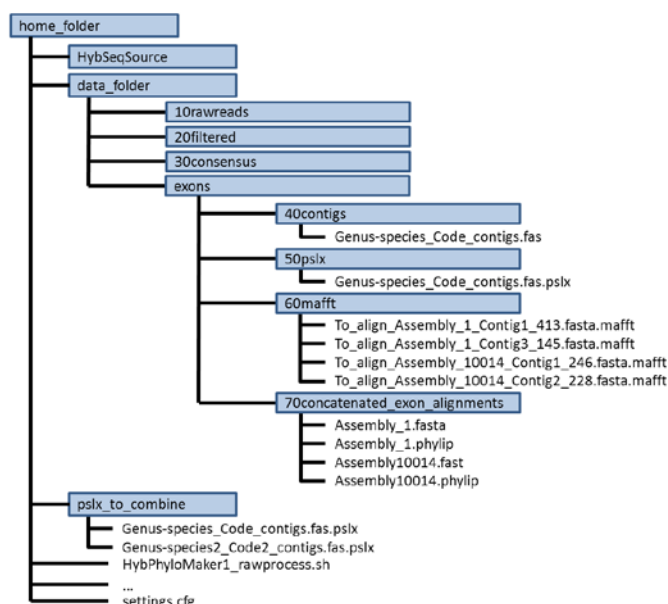 home_folder
HybSeqSource
data_folder
10rawreads
20filtered
30consensus
exons
40contigs
Genus-species_Code_contigs.fas
50pslx
Genus-species_Code_contigs.fas.pslx
60mafft
To_align_Assembly_1_Contig1_413.fasta.mafft
To_align_Assembly_1_Contig3_145.fasta.mafft
To_align_Assembly_10014_Contig1_246.fasta.mafft
To_align_Assembly_10014_Contig2_228.fasta.mafft
70concatenated_exon_alignments
Assembly_1.fasta
Assembly_1.phylip
Assembly10014.fast
Assembly10014.phylip
pslx_to_combine
Genus-species_Code_contigs.fas.pslx
Genus-species2_Code2_contigs.fas.pslx
HybPhyloMaker1_rawprocess.sh
...
settings.cfg